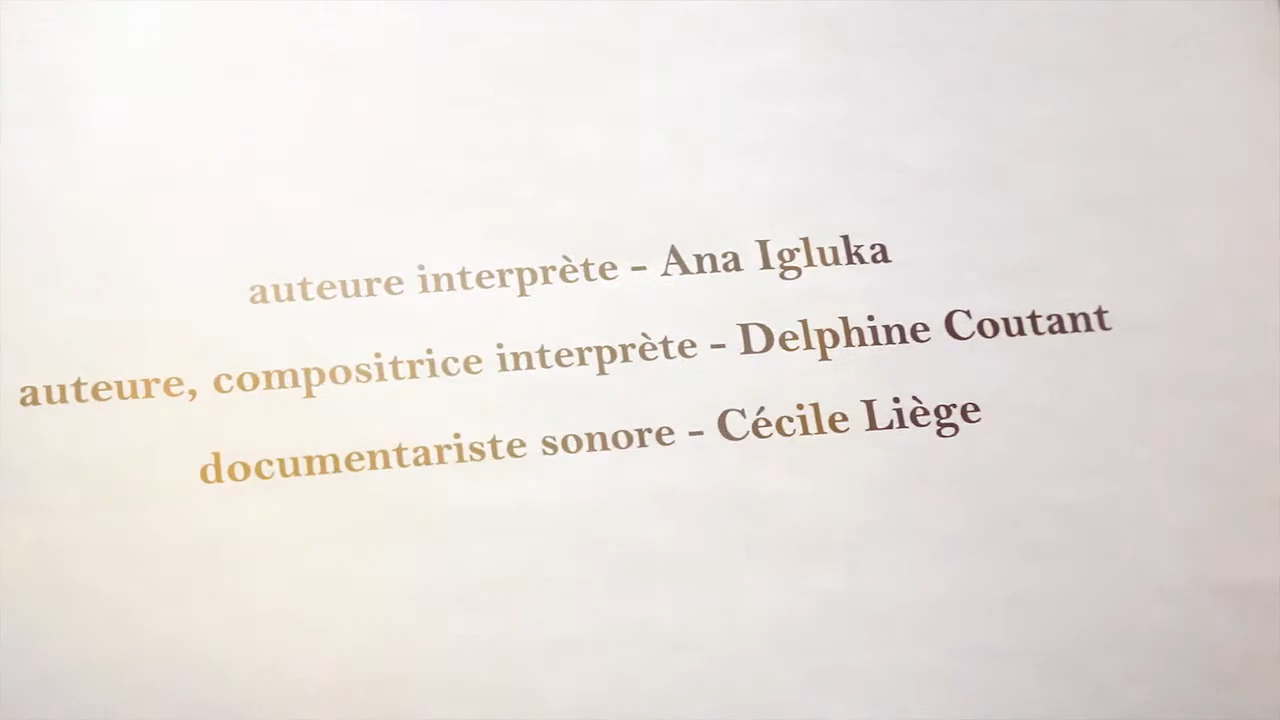 auteure interprète - Ana Igluka
auteure, compositrice interprète - Delphine Coutant
documentariste sonore - Cécile Liège